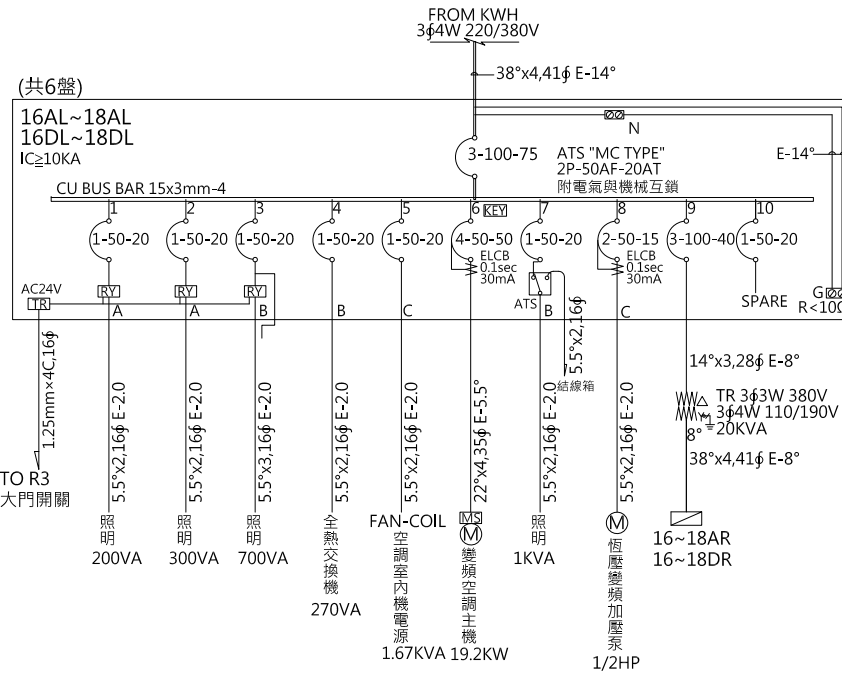 FROM KWH
3ϕ4W 220/380V
38°x4,41ϕ E-14°
(共6盤)
16AL~18AL
16DL~18DL
IC≧10KA
N
3-100-75
ATS "MC TYPE"
2P-50AF-20AT
附電氣與機械互鎖
E-14°
CU BUS BAR 15x3mm-4
1
2
3
4
5
6
KEY
7
8
9
10
1-50-20
1-50-20
1-50-20
1-50-20
1-50-20
4-50-50
1-50-20
2-50-15
3-100-40
1-50-20
ELCB
0.1sec
30mA
ELCB
0.1sec
30mA
AC24V
TR
RY
RY
RY
ATS
SPARE
G
R<10Ω
A
A
B
B
C
B
C
1.25mm×4C,16ϕ
5.5°x2,16ϕ E-2.0
5.5°x2,16ϕ E-2.0
5.5°x3,16ϕ E-2.0
5.5°x2,16ϕ E-2.0
5.5°x2,16ϕ E-2.0
22°x4,35ϕ E-5.5°
5.5°x2,16ϕ E-2.0
5.5°x2,16ϕ
結線箱
5.5°x2,16ϕ E-2.0
14°x3,28ϕ E-8°
TR 3ϕ3W 380V
3ϕ4W 110/190V
20KVA
8°
38°x4,41ϕ E-8°
TO R3
大門開關
照明
200VA
照明
300VA
照明
700VA
全熱交換機
270VA
FAN-COIL
空調室內機電源
1.67KVA
MS
M
變頻空調主機
19.2KW
照明
1KVA
M
恆壓變頻加壓泵
1/2HP
16~18AR
16~18DR